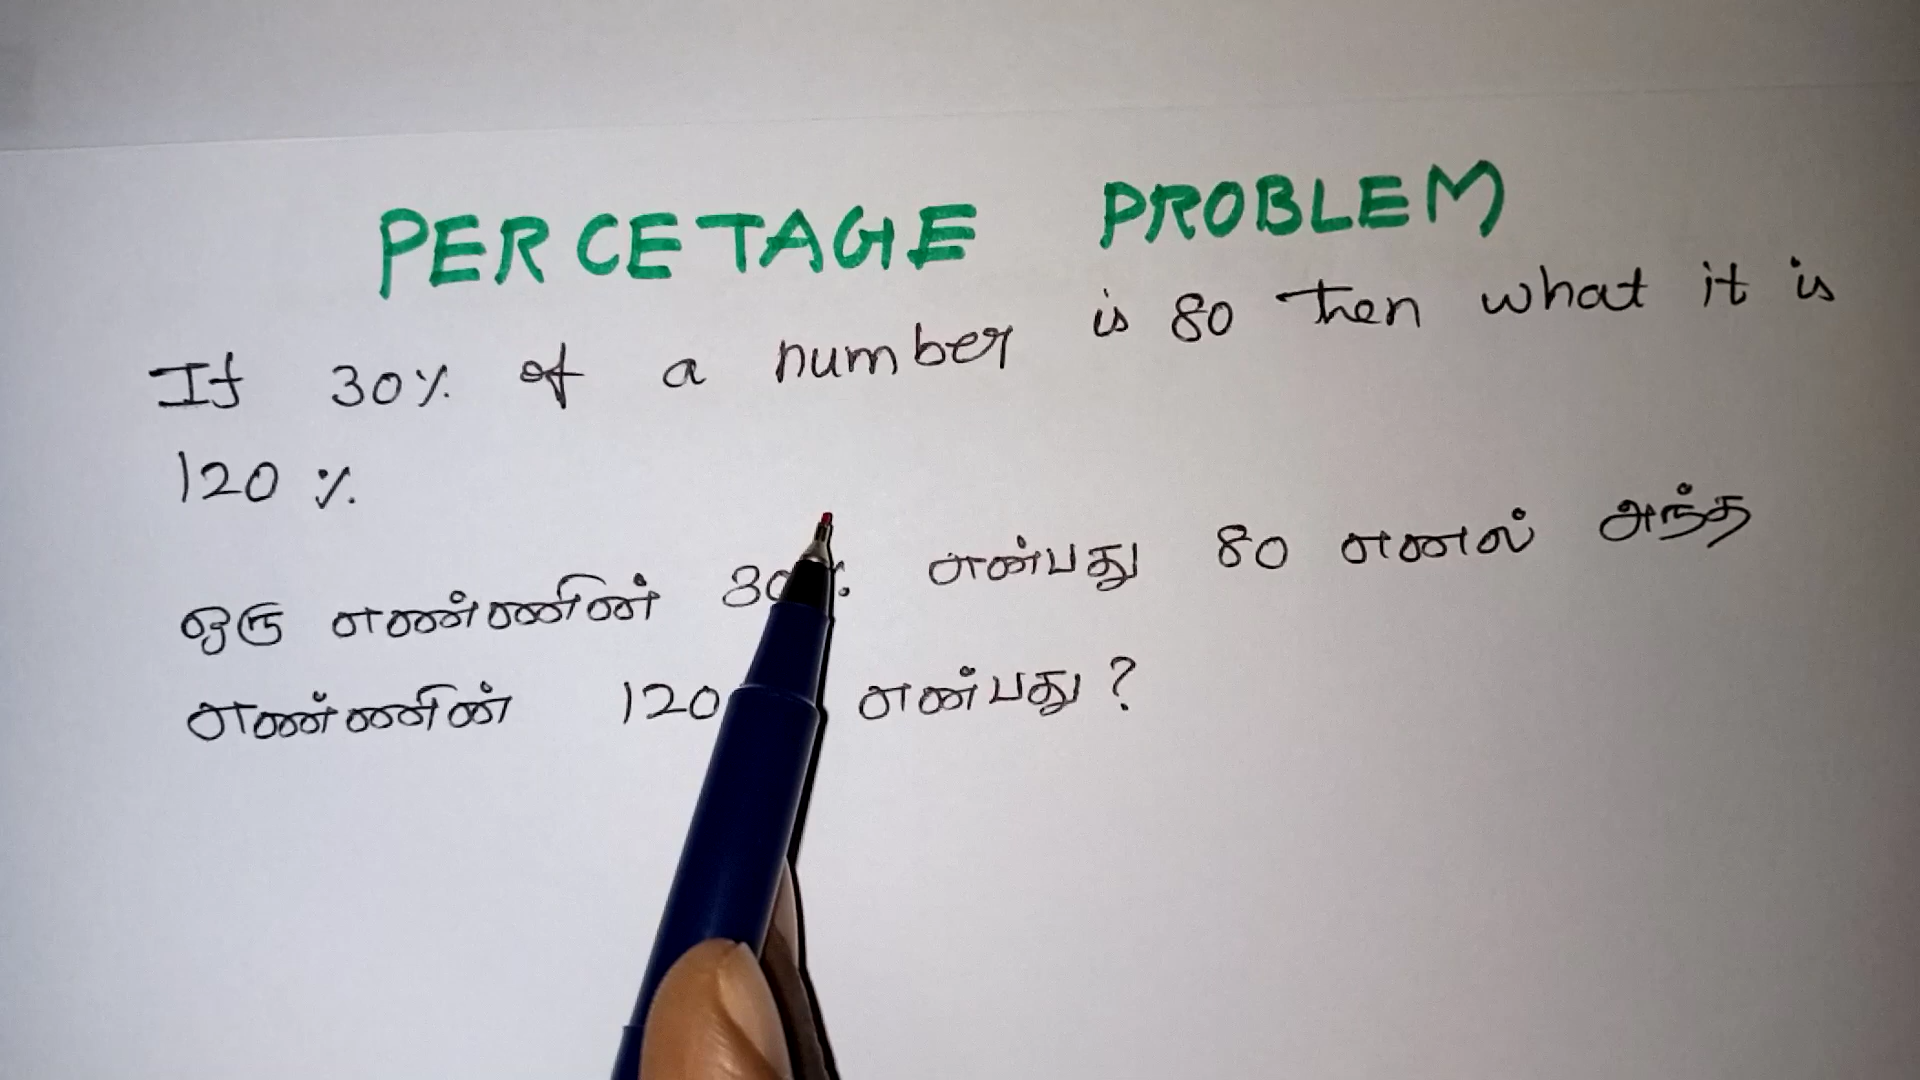 PERCETAGE PROBLEM
If 30% of a number is 80 then what it is
120 %
ஒரு எண்ணின் 30% என்பது 80 எனல் அந்த
எண்ணின் 120 என்பது?